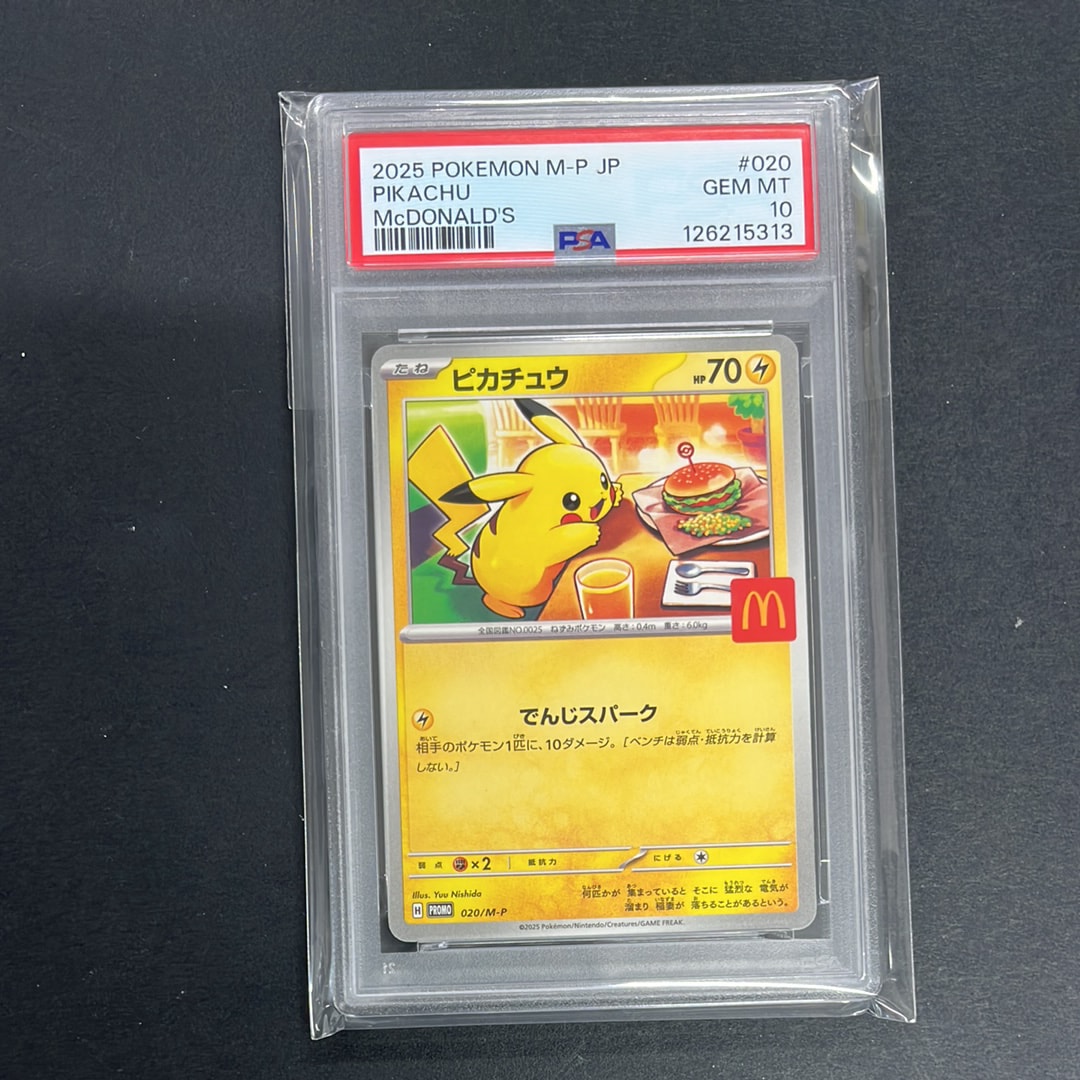 2025 POKEMON M-P JP #020
PIKACHU GEM MT
McDONALD'S 10
PSA 126215313
たね ピカチュウ HP 70
全国図鑑NO.0025 ねずみポケモン 高さ:0.4m 重さ:6.0kg
でんじスパーク
相手のポケモン1匹に、10ダメージ。[ベンチは弱点・抵抗力を計算
しない。]
弱点 ×2 抵抗力 にげる
Illus. Yuu Nishida
何匹かが 集まっていると そこに 猛烈な 電気が
溜まり 稲妻が 落ちることがあるという。
H PROMO 020/M-P
©2025 Pokémon/Nintendo/Creatures/GAME FREAK.